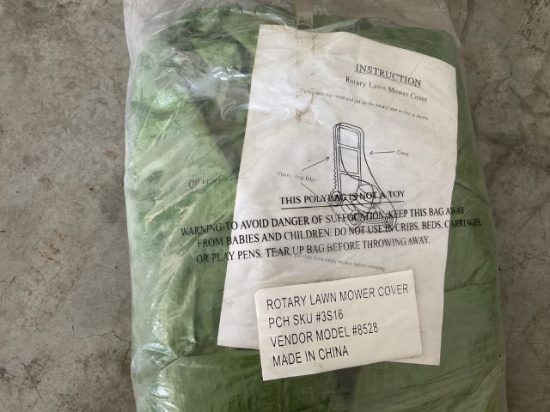 INSTRUCTION
Rotary Lawn Mower Cover
Cover
THIS POLYBAG IS NOT A TOY
WARNING: TO AVOID DANGER OF SUFFOCATION, KEEP THIS BAG AWAY
FROM BABIES AND CHILDREN. DO NOT USE IN CRIBS, BEDS, CARRIAGES,
OR PLAY PENS. TEAR UP BAG BEFORE THROWING AWAY.
ROTARY LAWN MOWER COVER
PCH SKU #3S16
VENDOR MODEL #8528
MADE IN CHINA